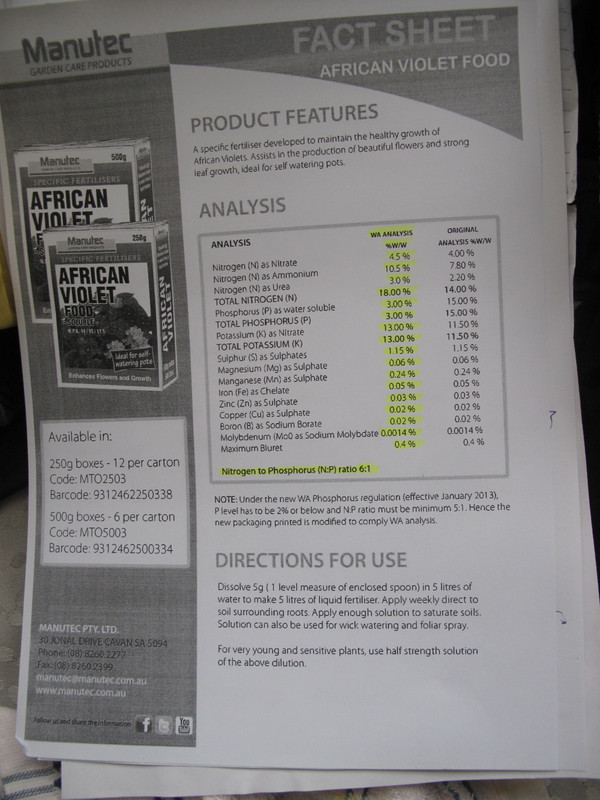 Manutec
GARDEN CARE PRODUCTS
FACT SHEET
AFRICAN VIOLET FOOD
Manutec
500g
SPECIFIC FERTILISERS
AFRICAN
VIOLET
Manutec
250g
SPECIFIC FERTILISERS
AFRICAN
VIOLET
FOOD
SOLUBLE
Ideal for self-
watering pots
Enhances Flowers and Growth
AFRICAN
VIOLET
PRODUCT FEATURES
A specific fertiliser developed to maintain the healthy growth of
African Violets. Assists in the production of beautiful flowers and strong
leaf growth, ideal for self watering pots.
ANALYSIS
ANALYSIS WA ANALYSIS %W/W ORIGINAL ANALYSIS %W/W
Nitrogen (N) as Nitrate 4.5 % 4.00 %
Nitrogen (N) as Ammonium 10.5 % 7.80 %
Nitrogen (N) as Urea 3.0 % 2.20 %
TOTAL NITROGEN (N) 18.00 % 14.00 %
Phosphorus (P) as water soluble 3.00 % 15.00 %
TOTAL PHOSPHORUS (P) 3.00 % 15.00 %
Potassium (K) as Nitrate 13.00 % 11.50 %
TOTAL POTASSIUM (K) 13.00 % 11.50 %
Sulphur (S) as Sulphates 1.15 % 1.15 %
Magnesium (Mg) as Sulphate 0.06 % 0.06 %
Manganese (Mn) as Sulphate 0.24 % 0.24 %
Iron (Fe) as Chelate 0.05 % 0.05 %
Zinc (Zn) as Sulphate 0.03 % 0.03 %
Copper (Cu) as Sulphate 0.02 % 0.02 %
Boron (B) as Sodium Borate 0.02 % 0.02 %
Molybdenum (Mo0 as Sodium Molybdate 0.0014 % 0.0014 %
Maximum Biuret 0.4 % 0.4 %
Nitrogen to Phosphorus (N:P) ratio 6:1
NOTE: Under the new WA Phosphorus regulation (effective January 2013),
P level has to be 2% or below and N:P ratio must be minimum 5:1. Hence the
new packaging printed is modified to comply WA analysis.
DIRECTIONS FOR USE
Dissolve 5g ( 1 level measure of enclosed spoon) in 5 litres of
water to make 5 litres of liquid fertiliser. Apply weekly direct to
soil surrounding roots. Apply enough solution to saturate soils.
Solution can also be used for wick watering and foliar spray.
For very young and sensitive plants, use half strength solution
of the above dilution.
Available in:
250g boxes - 12 per carton
Code: MTO2503
Barcode: 9312462250338
500g boxes - 6 per carton
Code: MTO5003
Barcode: 9312462500334
MANUTEC PTY. LTD.
30 JONAL DRIVE CAVAN SA 5094
Phone: (08) 8260 2277
Fax: (08) 8260 2399
manutec@manutec.com.au
www.manutec.com.au
Follow us and share the information
f
t
You
Tube